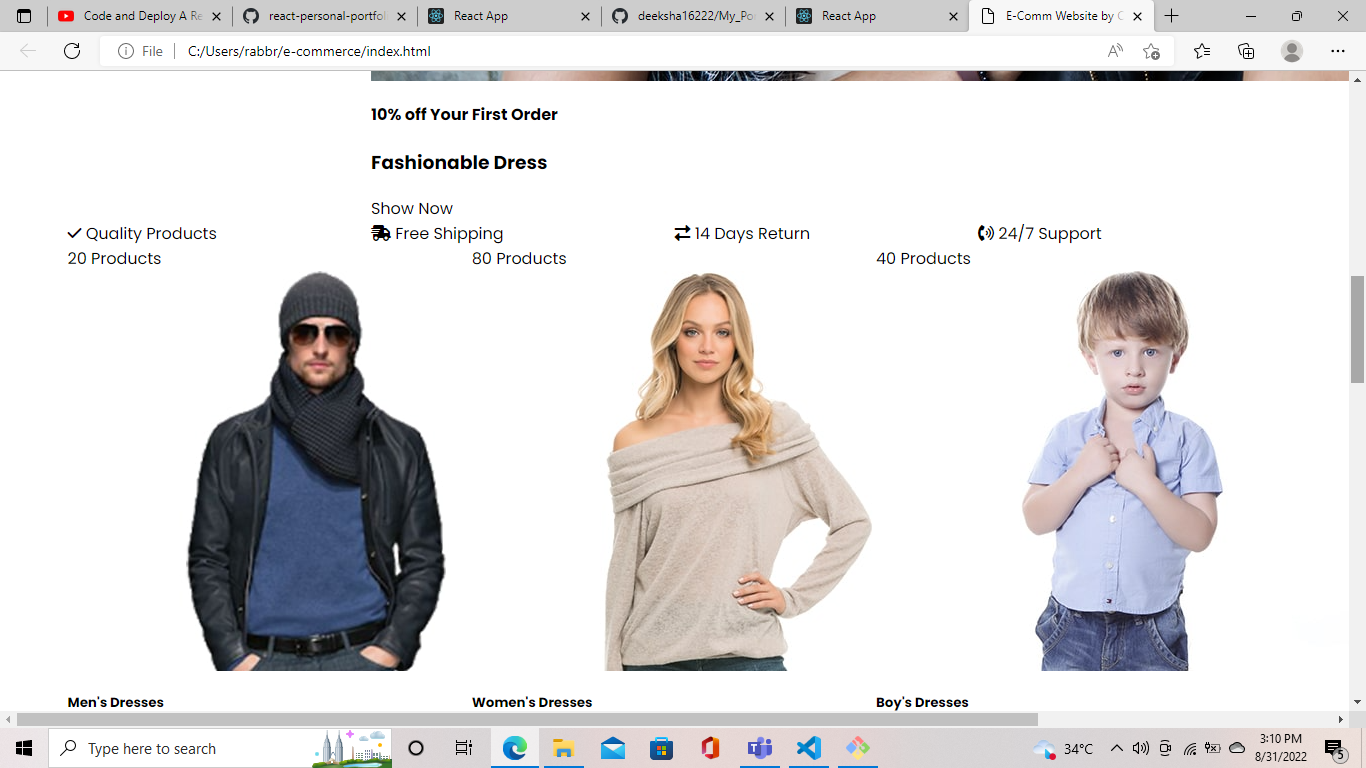 Code and Deploy A Re
react-personal-portfoli
React App
deeksha16222/My_Po
React App
E-Comm Website by C
File
C:/Users/rabbr/e-commerce/index.html
10% off Your First Order
Fashionable Dress
Show Now
Quality Products Free Shipping 14 Days Return 24/7 Support
20 Products 80 Products 40 Products
Men's Dresses Women's Dresses Boy's Dresses
Type here to search
34°C
3:10 PM
8/31/2022
5